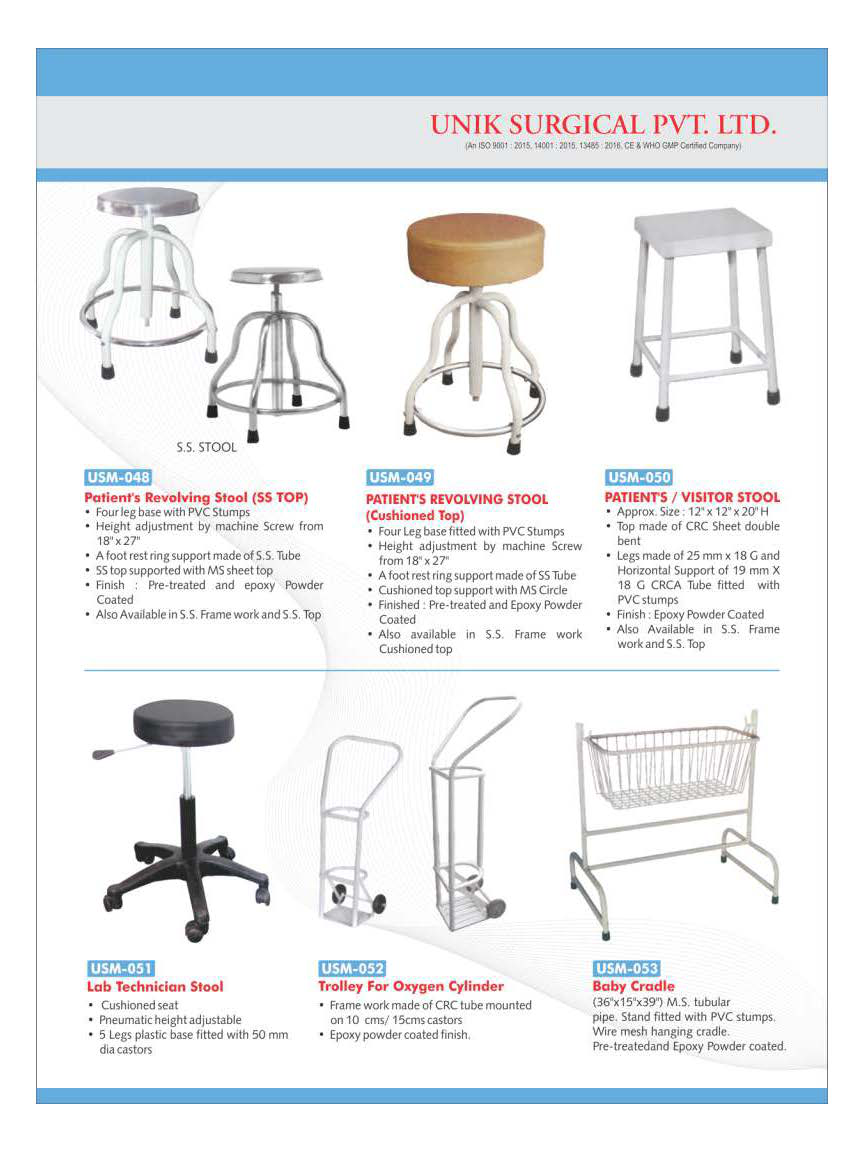 UNIK SURGICAL PVT. LTD.
(An ISO 9001 : 2015, 14001 : 2015, 13485 : 2016, CE & WHO GMP Certified Company)
S.S. STOOL
USM-048
Patient's Revolving Stool (SS TOP)
• Four leg base with PVC Stumps
• Height adjustment by machine Screw from
18" x 27"
• A foot rest ring support made of S.S. Tube
• SS top supported with MS sheet top
• Finish : Pre-treated and epoxy Powder
Coated
• Also Available in S.S. Frame work and S.S. Top
USM-049
PATIENT'S REVOLVING STOOL
(Cushioned Top)
• Four Leg base fitted with PVC Stumps
• Height adjustment by machine Screw
from 18" x 27"
• A foot rest ring support made of SS Tube
• Cushioned top support with MS Circle
• Finished : Pre-treated and Epoxy Powder
Coated
• Also available in S.S. Frame work
Cushioned top
USM-050
PATIENT'S / VISITOR STOOL
• Approx. Size : 12" x 12" x 20" H
• Top made of CRC Sheet double
bent
• Legs made of 25 mm x 18 G and
Horizontal Support of 19 mm X
18 G CRCA Tube fitted with
PVC stumps
• Finish : Epoxy Powder Coated
• Also Available in S.S. Frame
work and S.S. Top
USM-051
Lab Technician Stool
• Cushioned seat
• Pneumatic height adjustable
• 5 Legs plastic base fitted with 50 mm
dia castors
USM-052
Trolley For Oxygen Cylinder
• Frame work made of CRC tube mounted
on 10 cms/ 15cms castors
• Epoxy powder coated finish.
USM-053
Baby Cradle
(36"x15"x39") M.S. tubular
pipe. Stand fitted with PVC stumps.
Wire mesh hanging cradle.
Pre-treatedand Epoxy Powder coated.